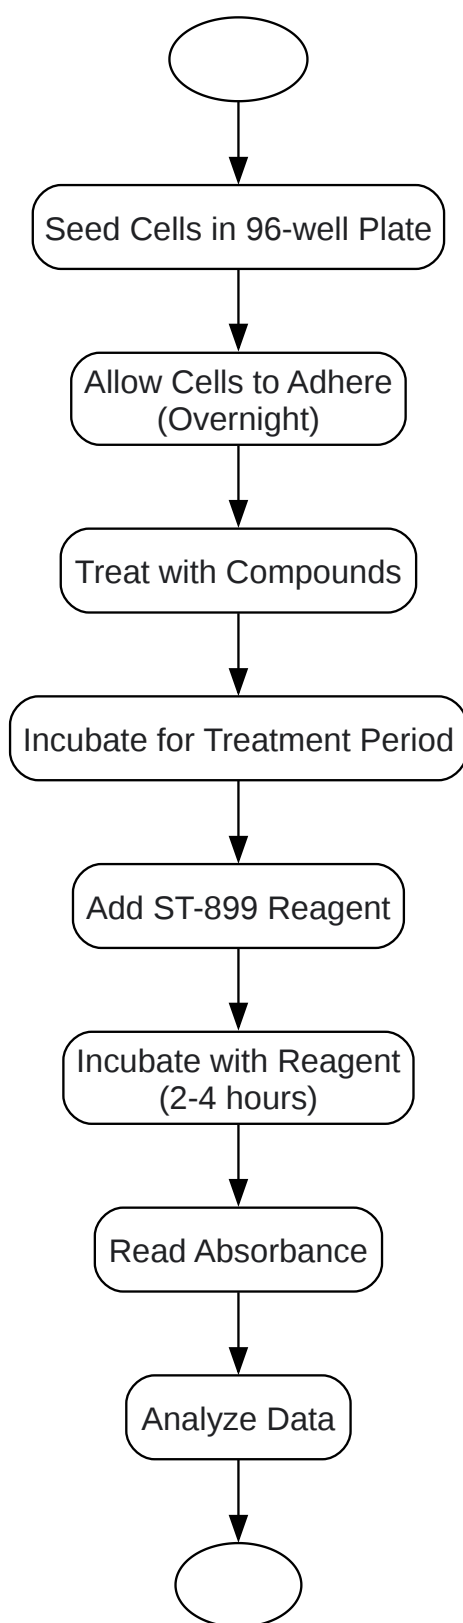 Seed Cells in 96-well Plate
Allow Cells to Adhere
(Overnight)
Treat with Compounds
Incubate for Treatment Period
Add ST-899 Reagent
Incubate with Reagent
(2-4 hours)
Read Absorbance
Analyze Data